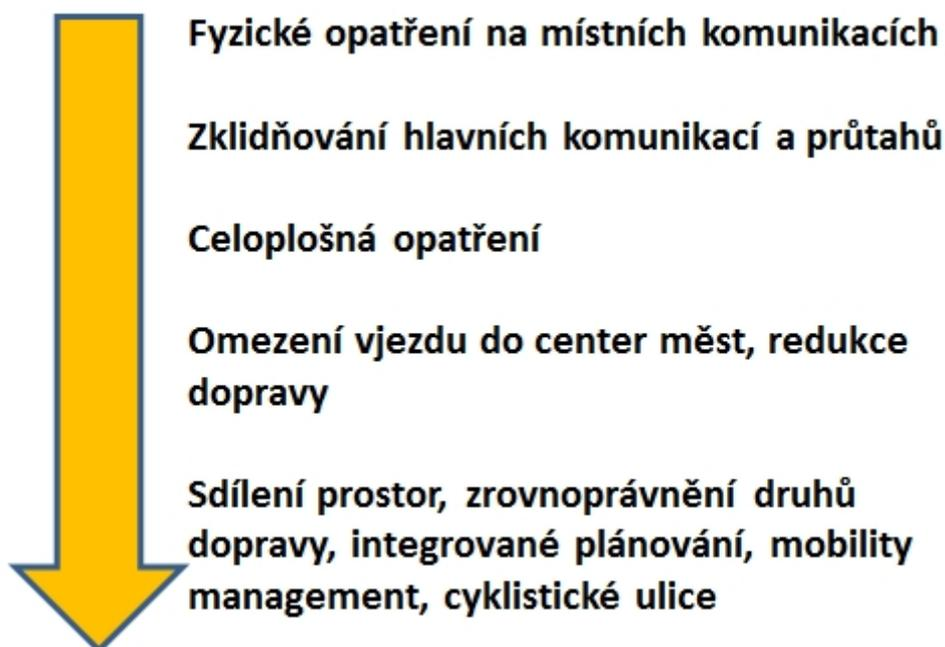 Fyzické opatření na místních komunikacích
Zklidňování hlavních komunikací a průtahů
Celoplošná opatření
Omezení vjezdu do center měst, redukce
dopravy
Sdílení prostor, zrovnoprávnění druhů
dopravy, integrované plánování, mobility
management, cyklistické ulice